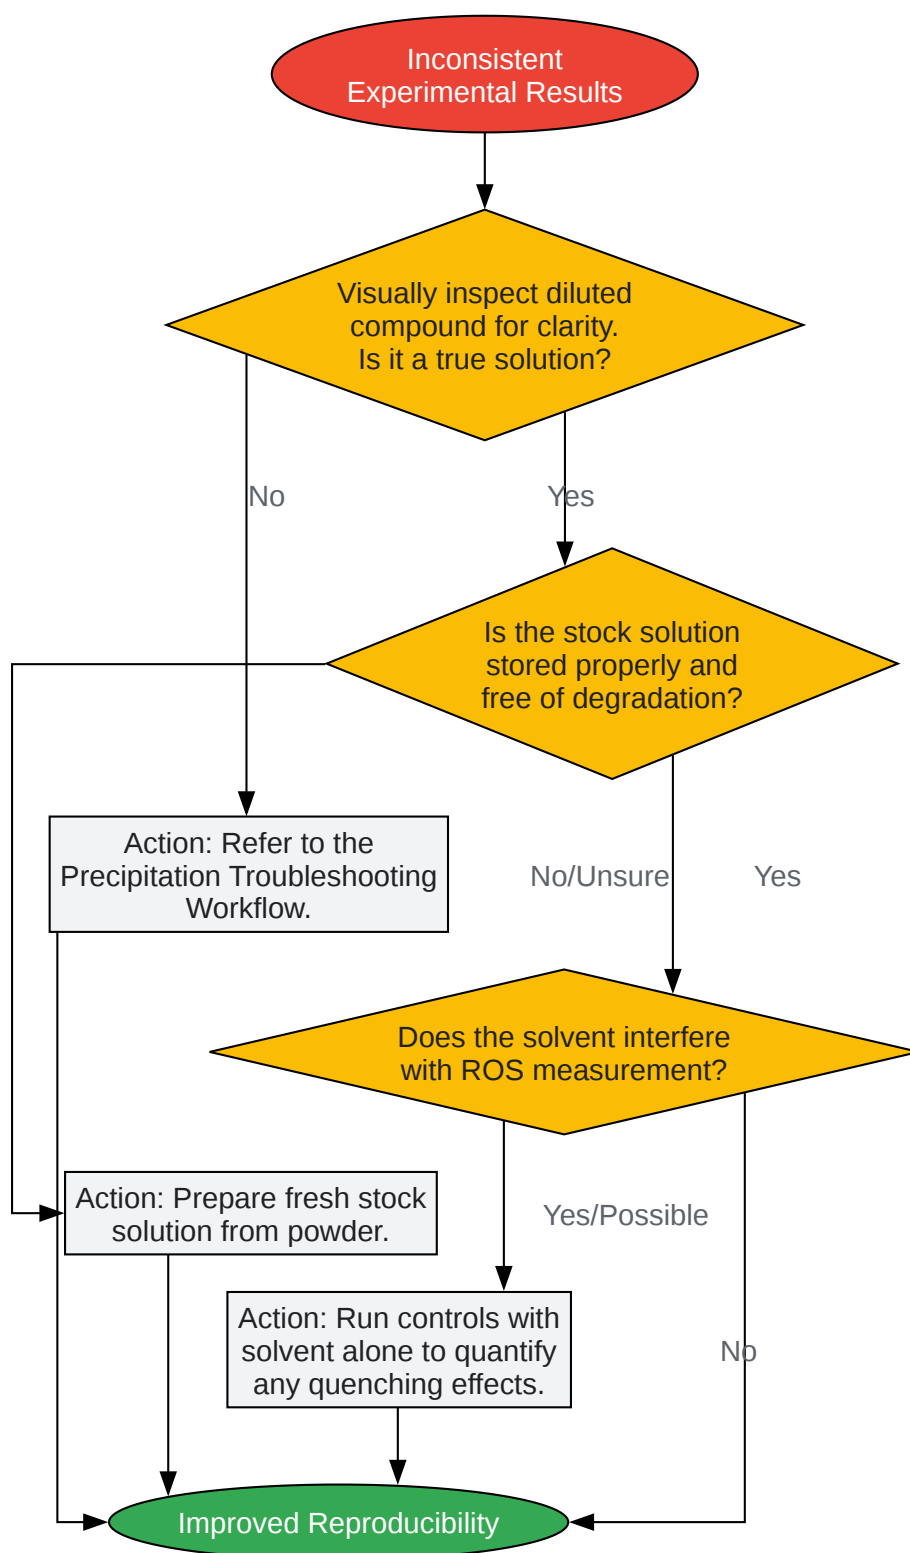 Inconsistent
Experimental Results
Visually inspect diluted
compound for clarity.
Is it a true solution?
No
Yes
Is the stock solution
stored properly and
free of degradation?
Action: Refer to the
Precipitation Troubleshooting
Workflow.
No/Unsure
Yes
Does the solvent interfere
with ROS measurement?
Action: Prepare fresh stock
solution from powder.
Yes/Possible
Action: Run controls with
solvent alone to quantify
any quenching effects.
No
Improved Reproducibility